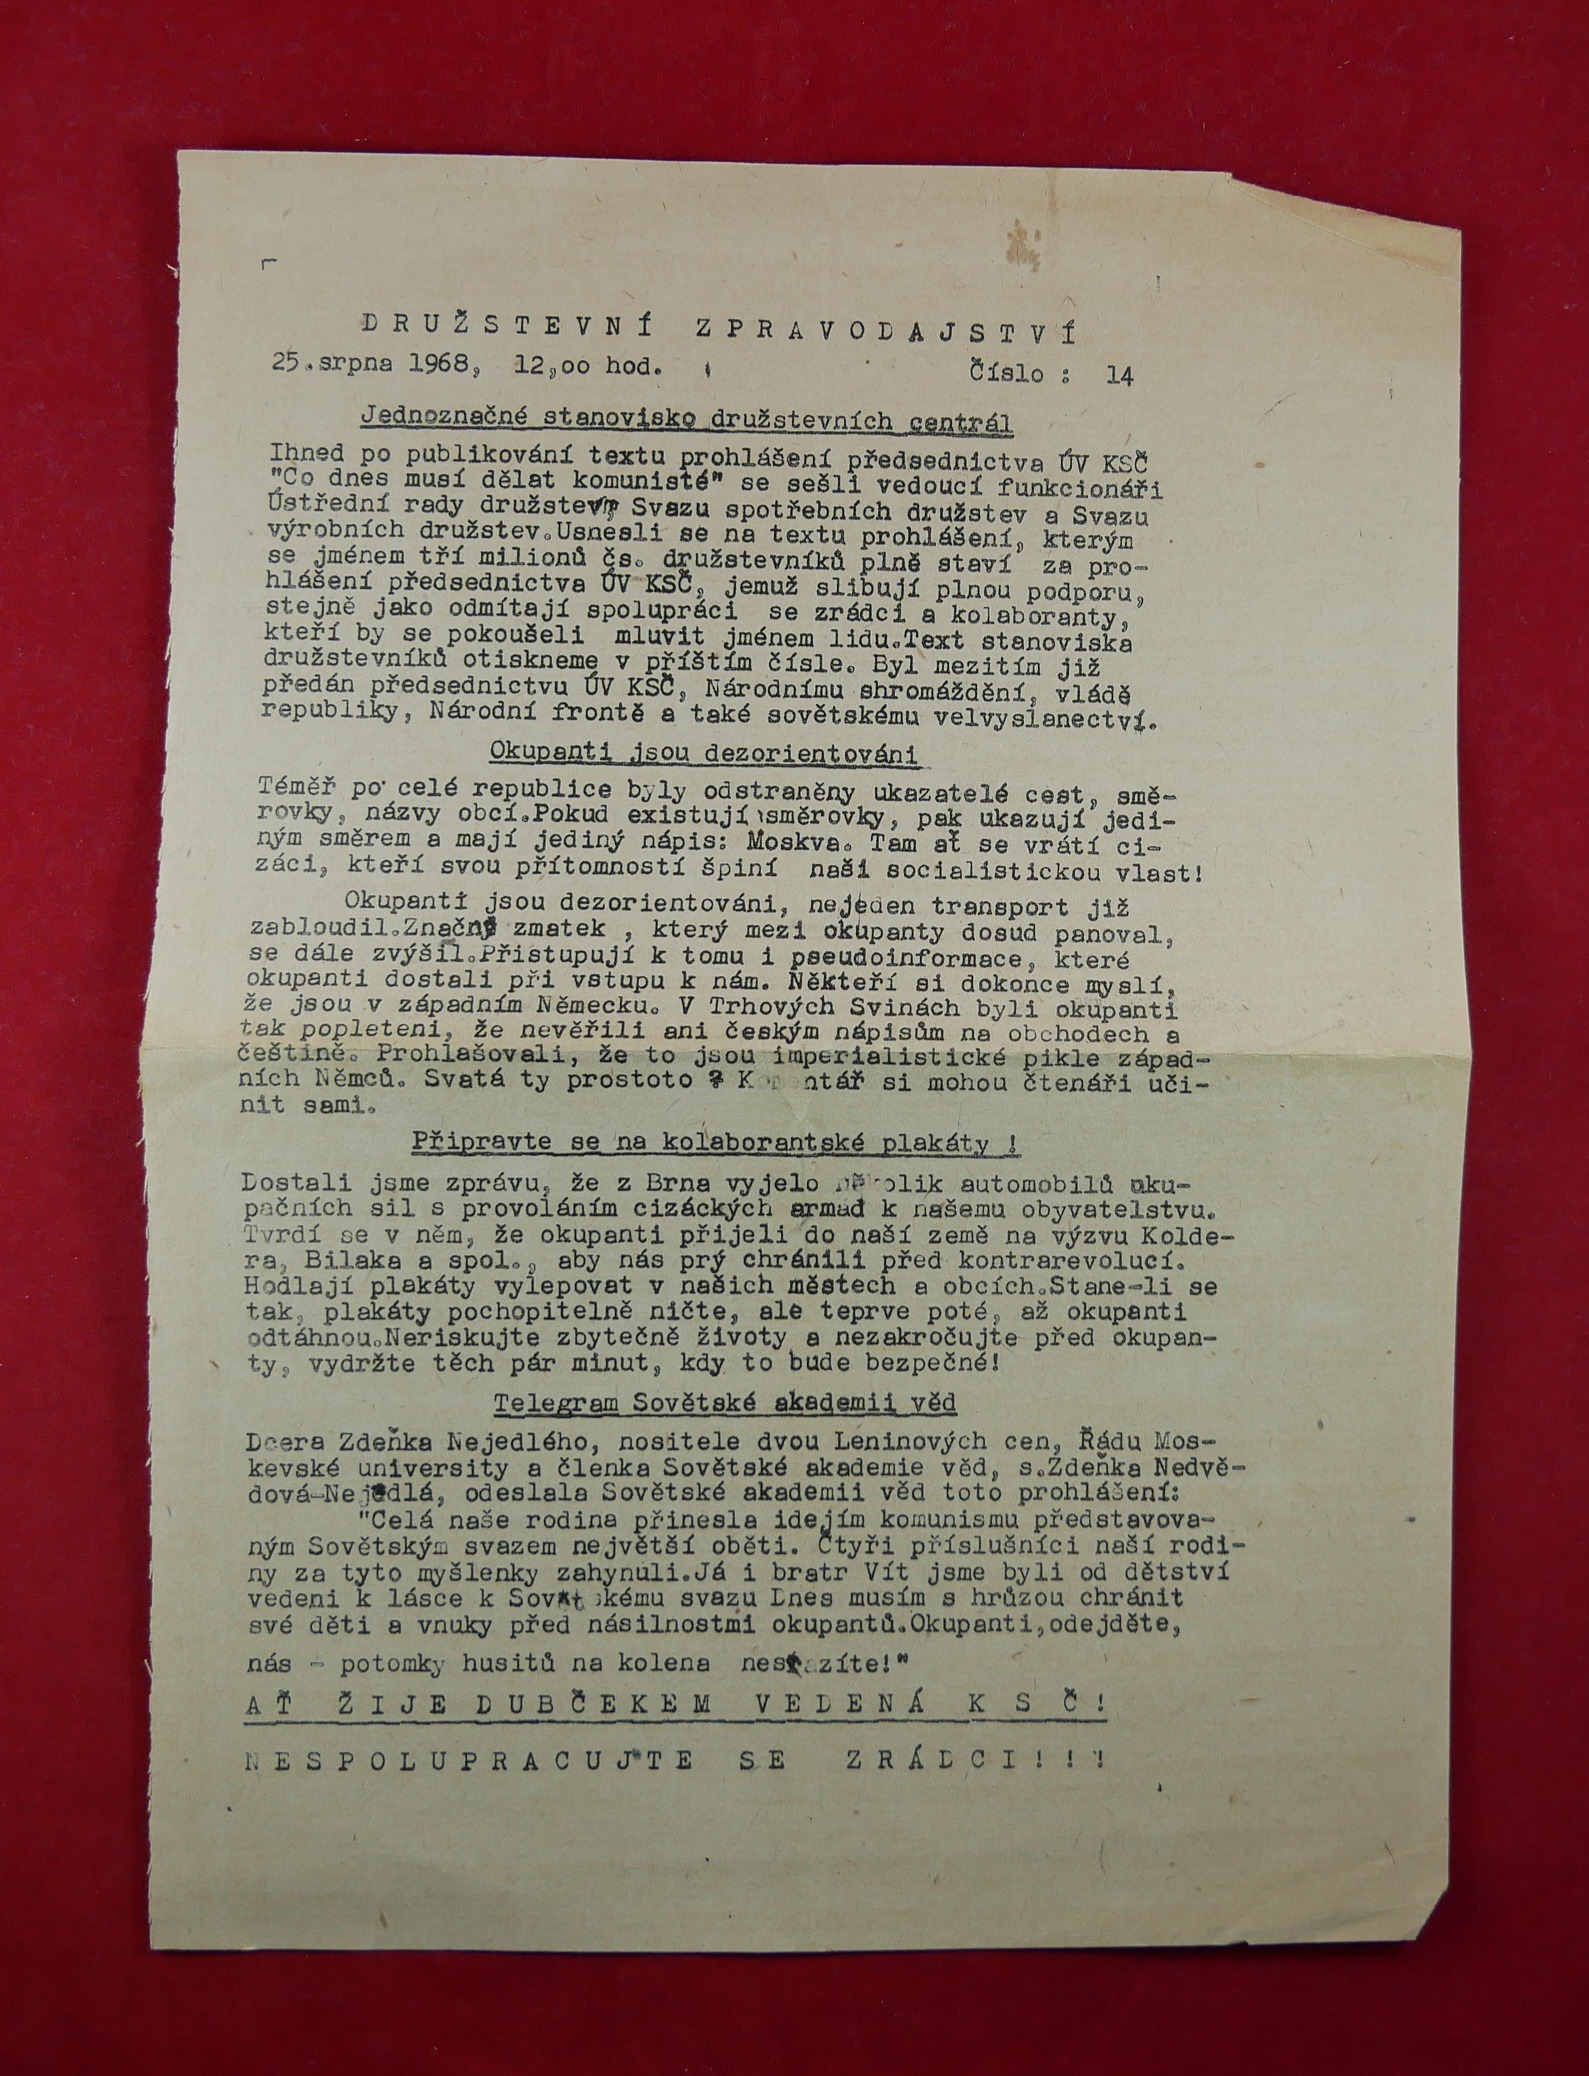 DRUŽSTEVNÍ ZPRAVODAJSTVÍ
25.srpna 1968, 12,oo hod. Číslo : 14
Jednoznačné stanovisko družstevních centrál
Ihned po publikování textu prohlášení předsednictva ÚV KSČ
"Co dnes musí dělat komunisté" se sešli vedoucí funkcionáři
Ústřední rady družstev, Svazu spotřebních družstev a Svazu
výrobních družstev.Usnesli se na textu prohlášení, kterým
se jménem tří milionů čs. družstevníků plně staví za pro-
hlášení předsednictva ÚV KSČ, jemuž slibují plnou podporu,
stejně jako odmítají spolupráci se zrádci a kolaboranty,
kteří by se pokoušeli mluvit jménem lidu.Text stanoviska
družstevníků otiskneme v příštím čísle. Byl mezitím již
předán předsednictvu ÚV KSČ, Národnímu shromáždění, vládě
republiky, Národní frontě a také sovětskému velvyslanectví.
Okupanti jsou dezorientováni
Téměř po celé republice byly odstraněny ukazatelé cest, smě-
rovky, názvy obcí.Pokud existují směrovky, pak ukazují jedi-
ným směrem a mají jediný nápis: Moskva. Tam ať se vrátí ci-
záci, kteří svou přítomností špiní naši socialistickou vlast!
Okupanti jsou dezorientováni, nejeden transport již
zabloudil.Značný zmatek , který mezi okupanty dosud panoval,
se dále zvýšil.Přistupují k tomu i pseudoinformace, které
okupanti dostali při vstupu k nám. Někteří si dokonce myslí,
že jsou v západním Německu. V Trhových Svinách byli okupanti
tak popleteni, že nevěřili ani českým nápisům na obchodech a
češtině. Prohlašovali, že to jsou imperialistické pikle západ-
ních Němců. Svatá ty prostoto ? Komentář si mohou čtenáři uči-
nit sami.
Připravte se na kolaborantské plakáty !
Dostali jsme zprávu, že z Brna vyjelo několik automobilů oku-
pačních sil s provoláním cizáckých armád k našemu obyvatelstvu.
Tvrdí se v něm, že okupanti přijeli do naší země na výzvu Kolde-
ra, Bilaka a spol., aby nás prý chránili před kontrarevolucí.
Hodlají plakáty vylepovat v našich městech a obcích.Stane-li se
tak, plakáty pochopitelně ničte, ale teprve poté, až okupanti
odtáhnou.Neriskujte zbytečně životy a nezakročujte před okupan-
ty, vydržte těch pár minut, kdy to bude bezpečné!
Telegram Sovětské akademii věd
Dcera Zdeňka Nejedlého, nositele dvou Leninových cen, Řádu Mos-
kevské university a členka Sovětské akademie věd, s.Zdeňka Nedvě-
dová-Nejedlá, odeslala Sovětské akademii věd toto prohlášení:
"Celá naše rodina přinesla idejím komunismu představova-
ným Sovětským svazem největší oběti. Čtyři příslušníci naší rodi-
ny za tyto myšlenky zahynuli.Já i bratr Vít jsme byli od dětství
vedeni k lásce k Sovětskému svazu Dnes musím s hrůzou chránit
své děti a vnuky před násilnostmi okupantů.Okupanti,odejděte,
nás - potomky husitů na kolena nesrazíte!"
AŤ ŽIJE DUBČEKEM VEDENÁ K S Č!
NESPOLUPRACUJTE SE ZRÁDCI!!!